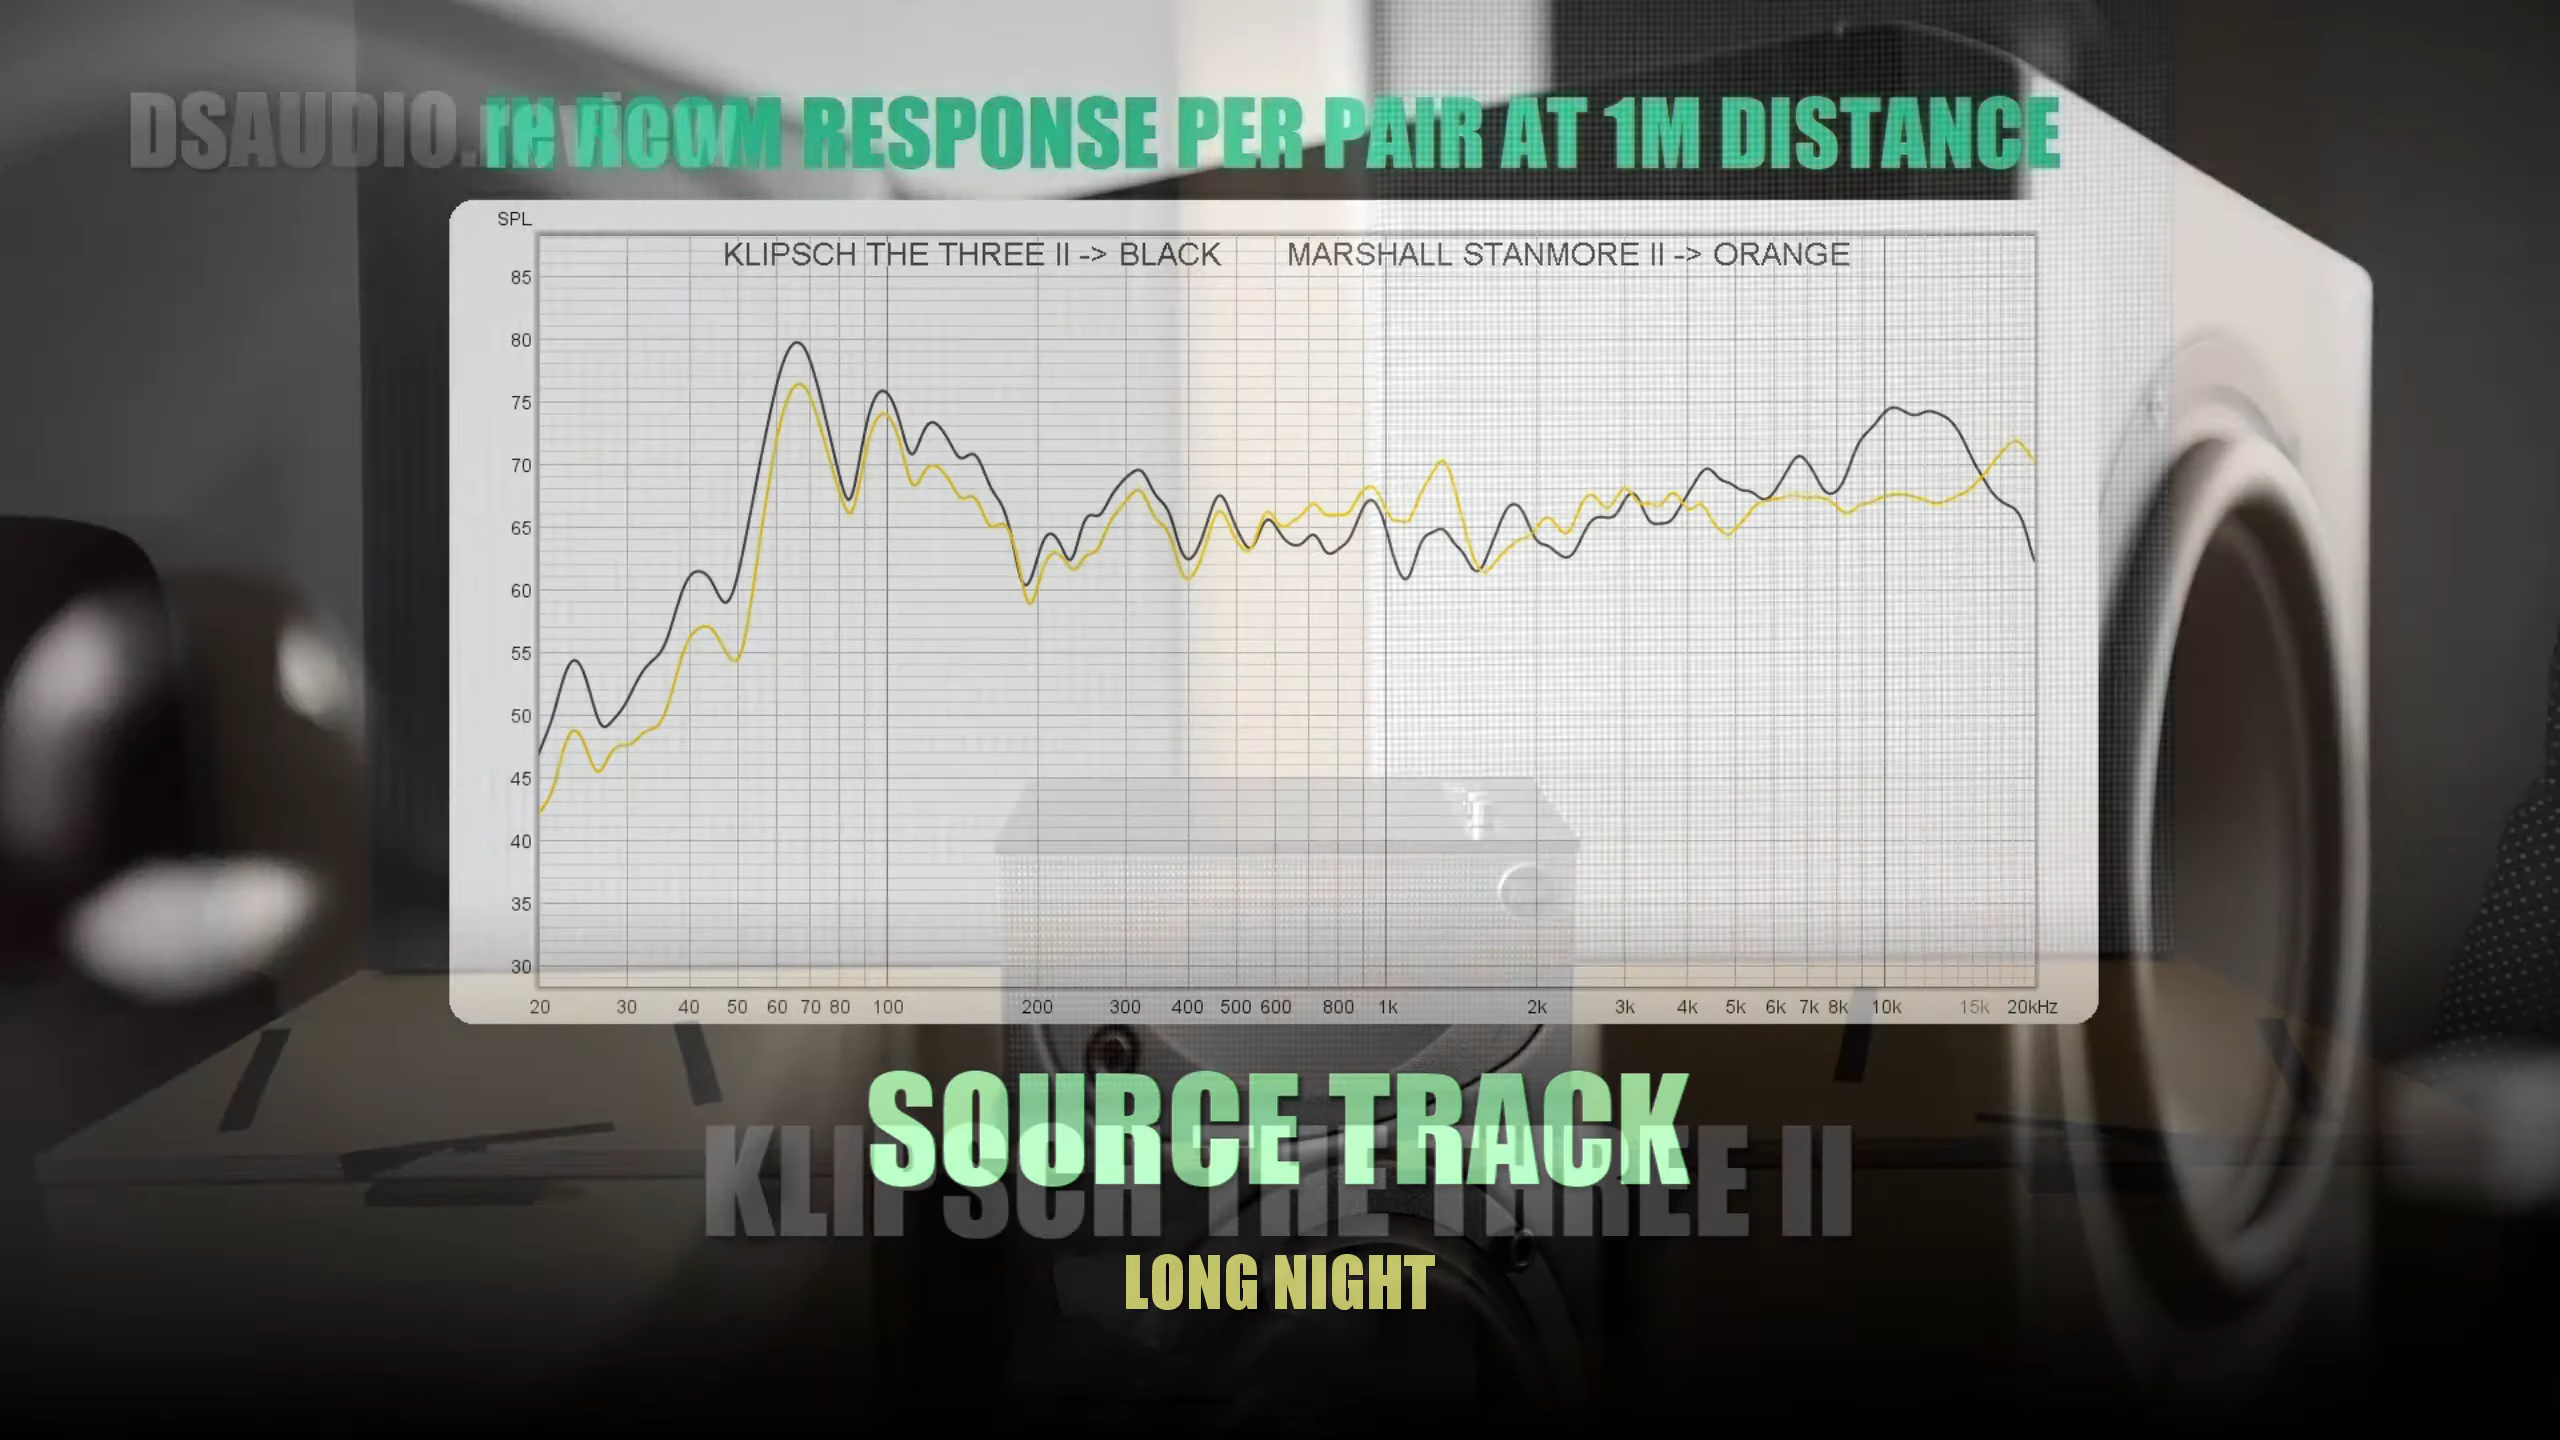 DSAUDIO.review
IN ROOM RESPONSE PER PAIR AT 1M DISTANCE
SPL
KLIPSCH THE THREE II -> BLACK MARSHALL STANMORE II -> ORANGE
85
80
75
70
65
60
55
50
45
40
35
30
20 30 40 50 60 70 80 100 200 300 400 500 600 800 1k 2k 3k 4k 5k 6k 7k 8k 10k 15k 20kHz
SOURCE TRACK
KLIPSCH THE THREE II
LONG NIGHT